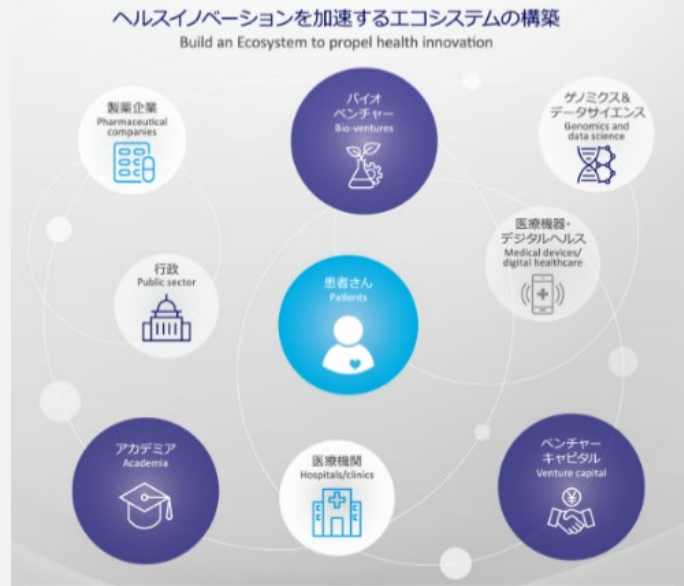 ヘルスイノベーションを加速するエコシステムの構築
Build an Ecosystem to propel health innovation
製薬企業
Pharmaceutical
companies
バイオ
ベンチャー
Bio-ventures
ゲノミクス&
データサイエンス
Genomics and
data science
行政
Public sector
患者さん
Patients
医療機器・
デジタルヘルス
Medical devices/
digital healthcare
アカデミア
Academia
医療機関
Hospitals/clinics
ベンチャー
キャピタル
Venture capital
¥